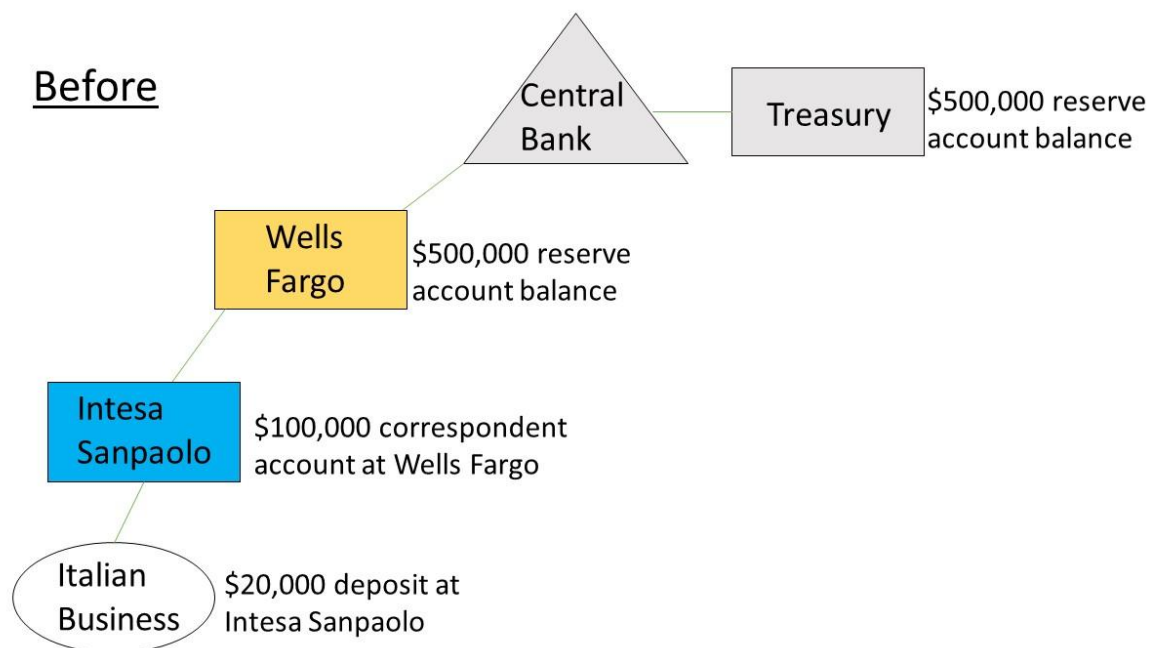 Before
Central
Bank
Treasury
$500,000 reserve
account balance
Wells
Fargo
$500,000 reserve
account balance
Intesa
Sanpaolo
$100,000 correspondent
account at Wells Fargo
Italian
Business
$20,000 deposit at
Intesa Sanpaolo